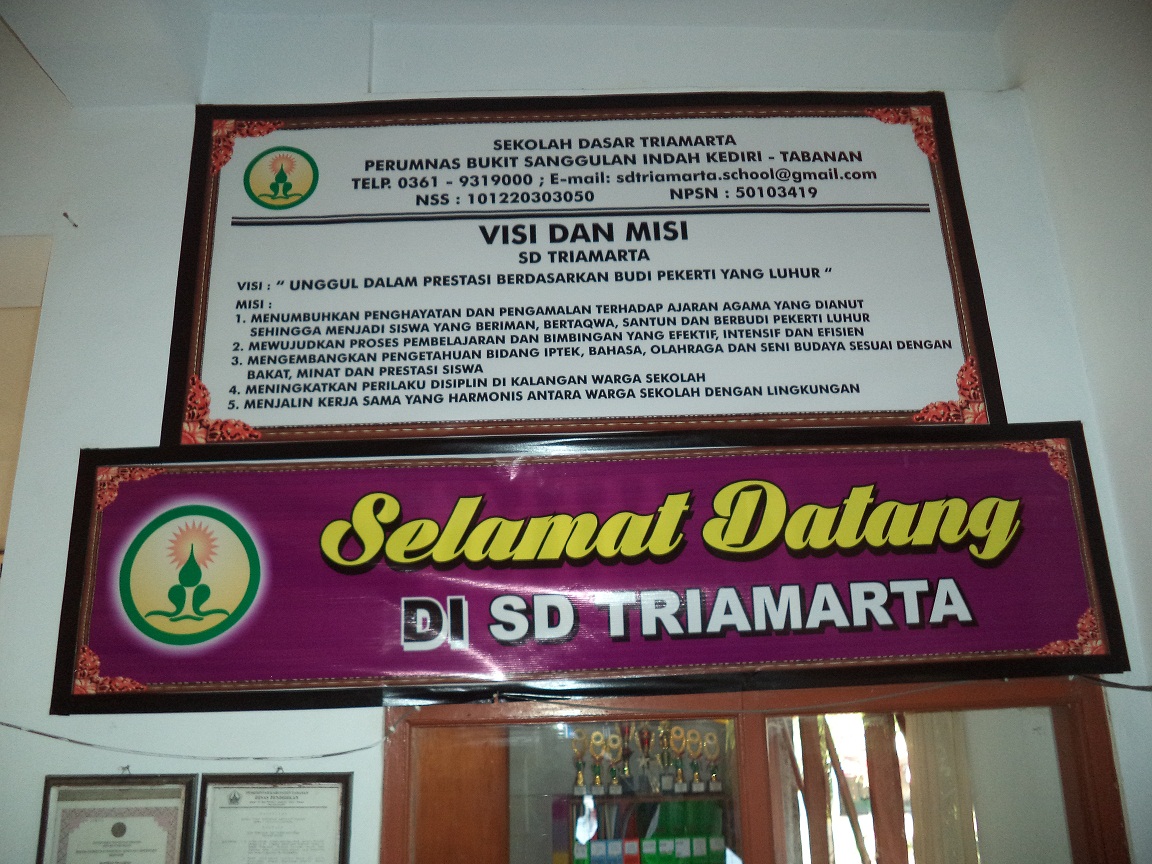 SEKOLAH DASAR TRIAMARTA
PERUMNAS BUKIT SANGGULAN INDAH KEDIRI - TABANAN
TELP. 0361 - 9319000 ; E-mail: sdtriamarta.school@gmail.com
NSS : 101220303050 NPSN : 50103419
VISI DAN MISI
SD TRIAMARTA
VISI : “ UNGGUL DALAM PRESTASI BERDASARKAN BUDI PEKERTI YANG LUHUR “
MISI :
1. MENUMBUHKAN PENGHAYATAN DAN PENGAMALAN TERHADAP AJARAN AGAMA YANG DIANUT
SEHINGGA MENJADI SISWA YANG BERIMAN, BERTAQWA, SANTUN DAN BERBUDI PEKERTI LUHUR
2. MEWUJUDKAN PROSES PEMBELAJARAN DAN BIMBINGAN YANG EFEKTIF, INTENSIF DAN EFISIEN
3. MENGEMBANGKAN PENGETAHUAN BIDANG IPTEK, BAHASA, OLAHRAGA DAN SENI BUDAYA SESUAI DENGAN
BAKAT, MINAT DAN PRESTASI SISWA
4. MENINGKATKAN PERILAKU DISIPLIN DI KALANGAN WARGA SEKOLAH
5. MENJALIN KERJA SAMA YANG HARMONIS ANTARA WARGA SEKOLAH DENGAN LINGKUNGAN
Selamat Datang
DI SD TRIAMARTA